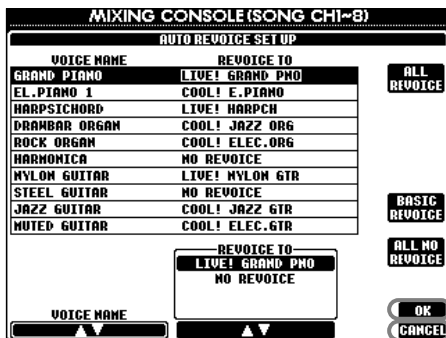 MIXING CONSOLE (SONG CH1~8)
AUTO REVOICE SET UP
VOICE NAME REVOICE TO
GRAND PIANO LIVE! GRAND PNO
EL.PIANO 1 COOL! E.PIANO
HARPSICHORD LIVE! HARPCH
DRAWBAR ORGAN COOL! JAZZ ORG
ROCK ORGAN COOL! ELEC.ORG
HARMONICA NO REVOICE
NYLON GUITAR LIVE! NYLON GTR
STEEL GUITAR NO REVOICE
JAZZ GUITAR COOL! JAZZ GTR
MUTED GUITAR COOL! ELEC.GTR
ALL
REVOICE
BASIC
REVOICE
ALL NO
REVOICE
REVOICE TO
LIVE! GRAND PNO
NO REVOICE
VOICE NAME
OK
CANCEL